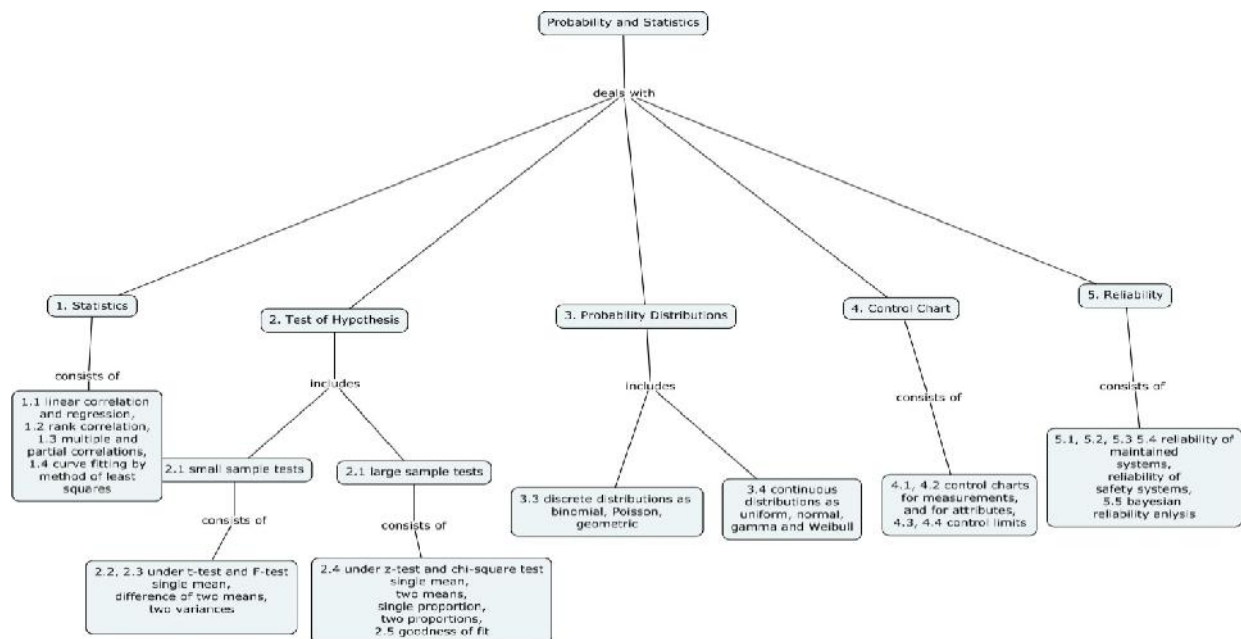 Probability and Statistics
deals with
1. Statistics
2. Test of Hypothesis
3. Probability Distributions
4. Control Chart
5. Reliability
consists of
includes
includes
consists of
consists of
1.1 linear correlation
and regression,
1.2 rank correlation,
1.3 multiple and
partial correlations,
1.4 curve fitting by
method of least
squares
2.1 small sample tests
2.1 large sample tests
3.3 discrete distributions as
binomial, Poisson,
geometric
3.4 continuous
distributions as
uniform, normal,
gamma and Weibull
4.1, 4.2 control charts
for measurements,
and for attributes,
4.3, 4.4 control limits
5.1, 5.2, 5.3 5.4 reliability of
maintained
systems,
reliability of
safety systems,
5.5 bayesian
reliability anlysis
consists of
consists of
2.2, 2.3 under t-test and F-test
single mean,
difference of two means,
two variances
2.4 under z-test and chi-square test
single mean,
two means,
single proportion,
two proportions,
2.5 goodness of fit